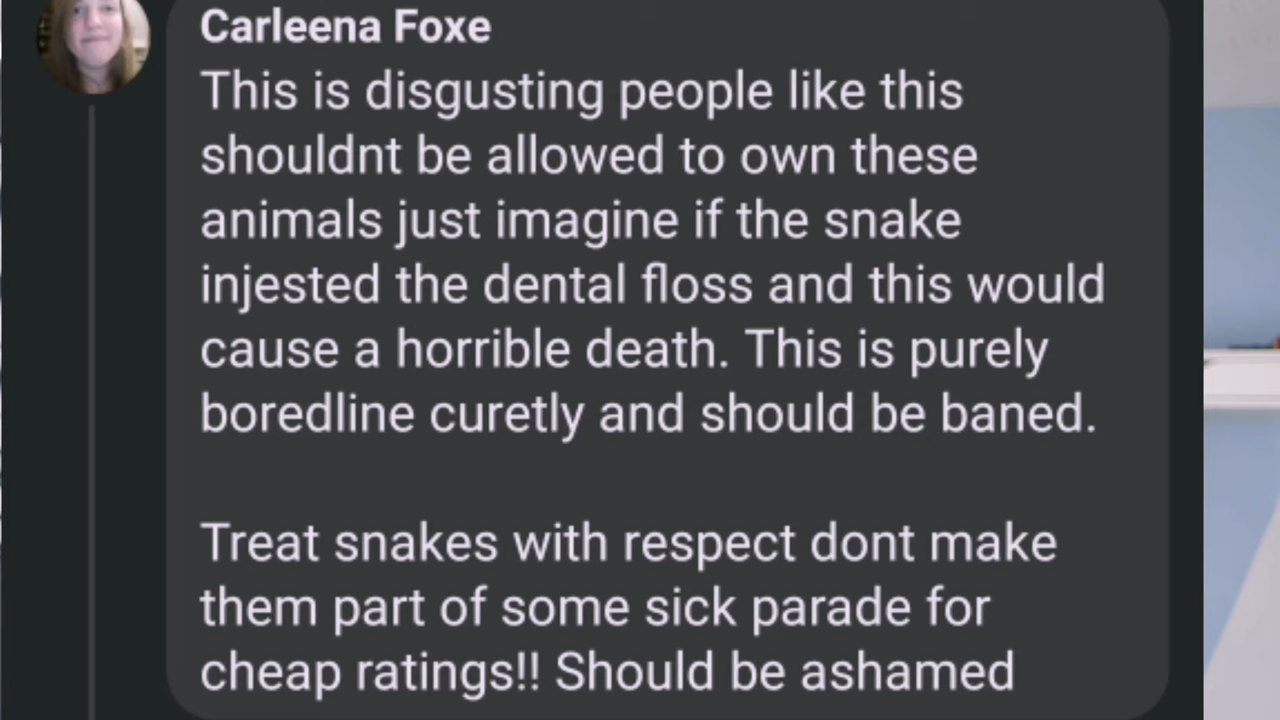 Carleena Foxe
This is disgusting people like this
shouldnt be allowed to own these
animals just imagine if the snake
injested the dental floss and this would
cause a horrible death. This is purely
boredline curetly and should be baned.
Treat snakes with respect dont make
them part of some sick parade for
cheap ratings!! Should be ashamed